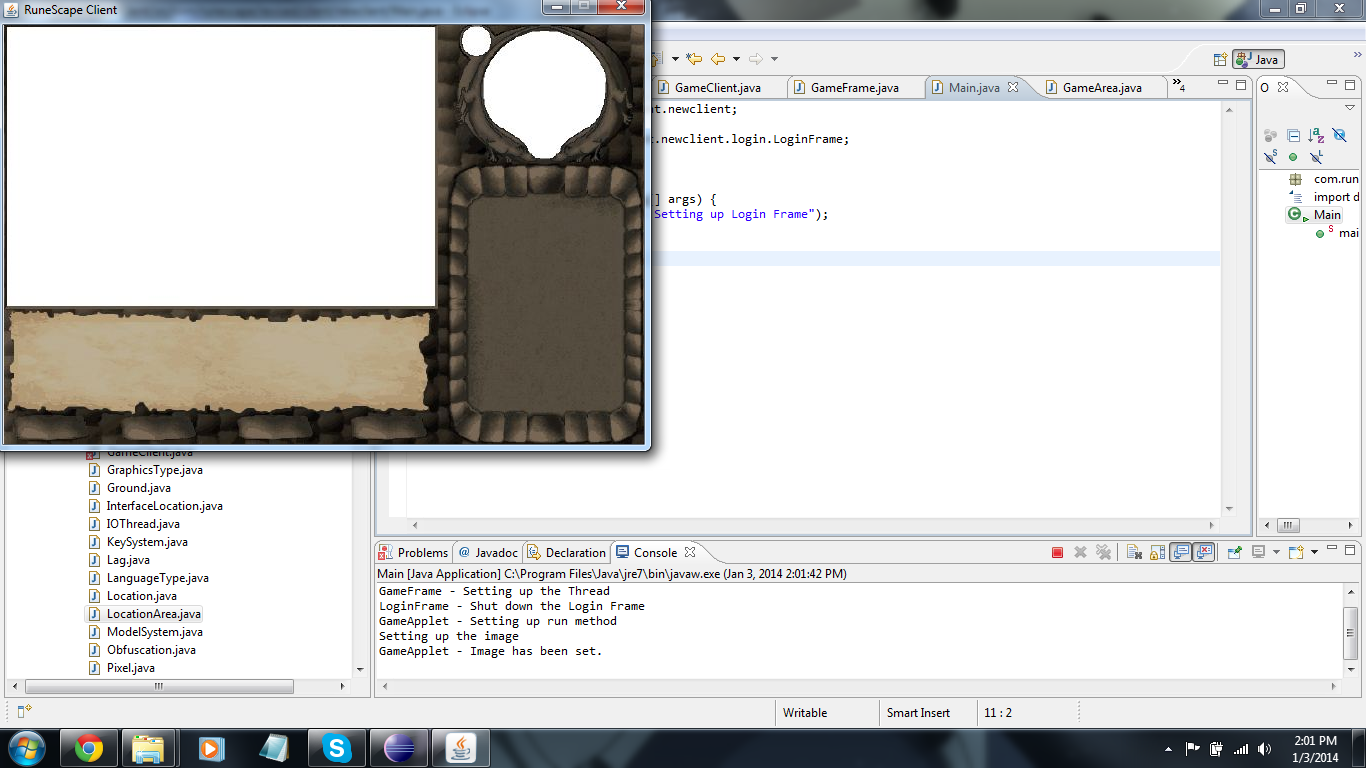 RuneScape Client
Java
GameClient.java
GameFrame.java
Main.java
GameArea.java
4
O
t.newclient;
t.newclient.login.LoginFrame;
] args) {
Setting up Login Frame");
com.run
import d
Main
mai
GameClient.java
GraphicsType.java
Ground.java
InterfaceLocation.java
IOThread.java
KeySystem.java
Lag.java
LanguageType.java
Location.java
LocationArea.java
ModelSystem.java
Obfuscation.java
Pixel.java
Problems @ Javadoc Declaration Console
Main [Java Application] C:\Program Files\Java\jre7\bin\javaw.exe (Jan 3, 2014 2:01:42 PM)
GameFrame - Setting up the Thread
LoginFrame - Shut down the Login Frame
GameApplet - Setting up run method
Setting up the image
GameApplet - Image has been set.
Writable
Smart Insert
11 : 2
2:01 PM
1/3/2014